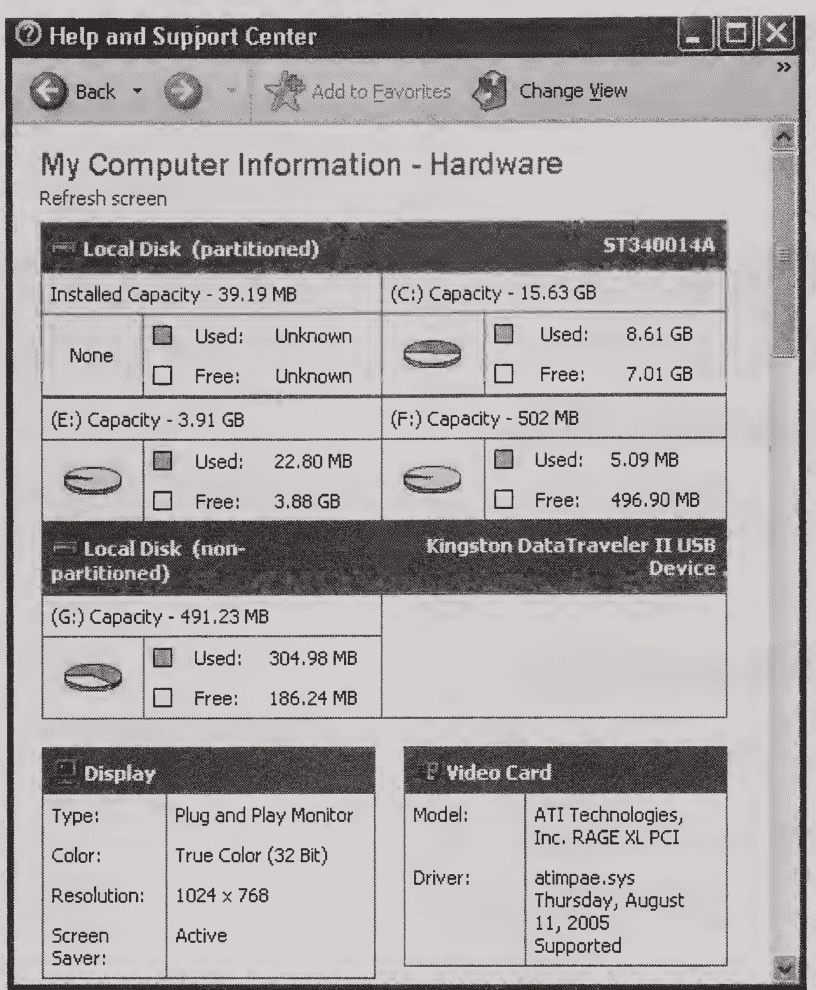 Help and Support Center
Back Add to Favorites Change View »
My Computer Information - Hardware
Refresh screen
Local Disk (partitioned) ST340014A
Installed Capacity - 39.19 MB (C:) Capacity - 15.63 GB
None Used: Unknown Used: 8.61 GB
Free: Unknown Free: 7.01 GB
(E:) Capacity - 3.91 GB (F:) Capacity - 502 MB
Used: 22.80 MB Used: 5.09 MB
Free: 3.88 GB Free: 496.90 MB
Local Disk (non-
partitioned)
Kingston DataTraveler II USB
Device
(G:) Capacity - 491.23 MB
Used: 304.98 MB
Free: 186.24 MB
Display
Type: Plug and Play Monitor
Color: True Color (32 Bit)
Resolution: 1024 x 768
Screen Active
Saver:
Video Card
Model: ATI Technologies,
Inc. RAGE XL PCI
Driver: atimpae.sys
Thursday, August
11, 2005
Supported